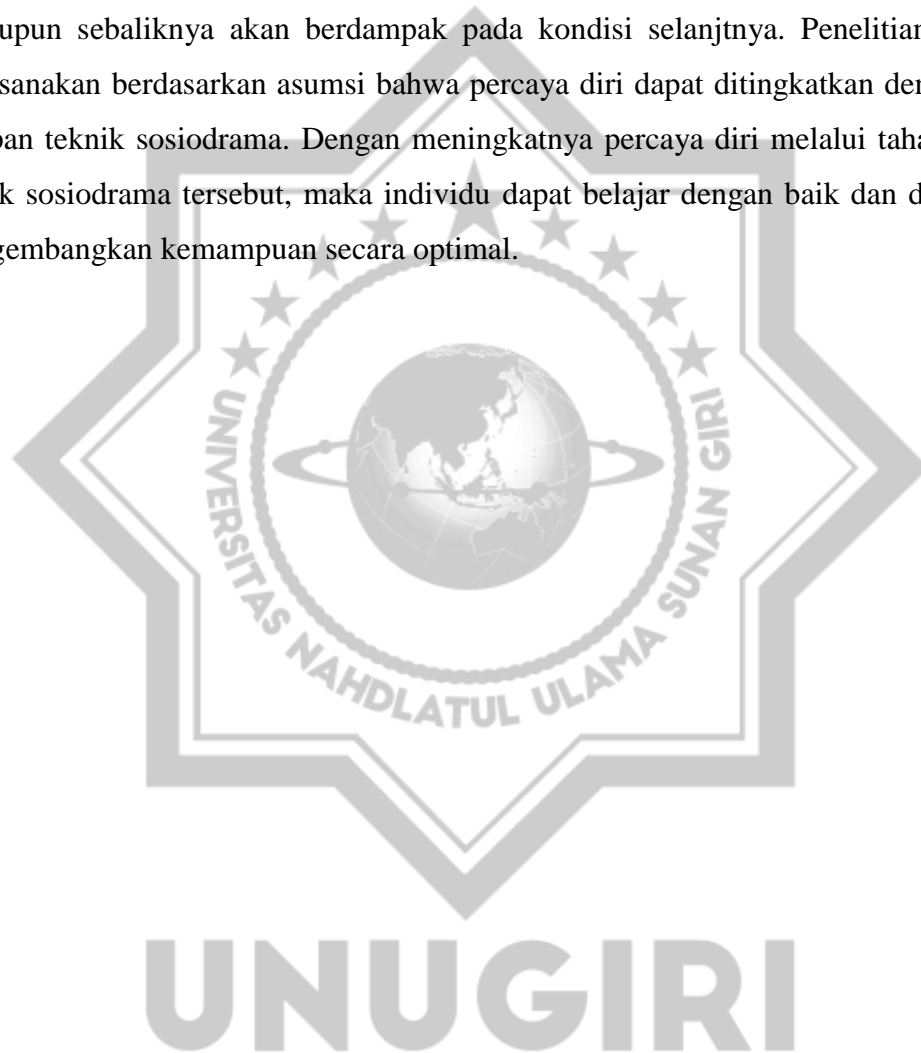 upun sebaliknya akan berdampak pada kondisi selanjtnya. Penelitian
sanakan berdasarkan asumsi bahwa percaya diri dapat ditingkatkan den
pan teknik sosiodrama. Dengan meningkatnya percaya diri melalui taha
k sosiodrama tersebut, maka individu dapat belajar dengan baik dan d
gembangkan kemampuan secara optimal.
UNIVERSITAS NAHDLATUL ULAMA SUNAN GIRI
UNUGIRI